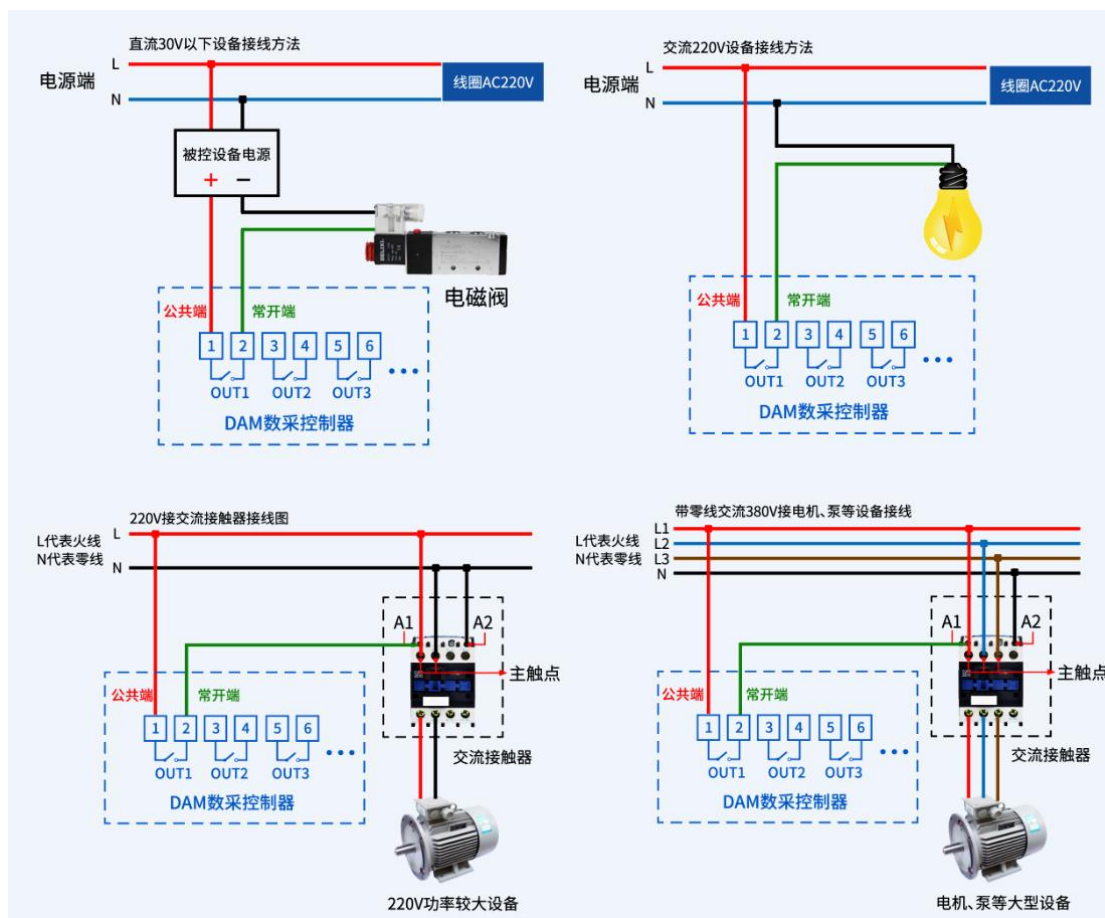 直流30V以下设备接线方法
L
电源端
N
线圈AC220V
被控设备电源
+ −
电磁阀
公共端 常开端
1 2 3 4 5 6 •••
OUT1 OUT2 OUT3
DAM数采控制器
交流220V设备接线方法
L
电源端
N
线圈AC220V
公共端 常开端
1 2 3 4 5 6 •••
OUT1 OUT2 OUT3
DAM数采控制器
220V接交流接触器接线图
L代表火线 L
N代表零线 N
A1 A2
主触点
公共端 常开端
1 2 3 4 5 6 •••
OUT1 OUT2 OUT3
交流接触器
DAM数采控制器
220V功率较大设备
带零线交流380V接电机、泵等设备接线
L1
L代表火线 L2
N代表零线 L3
N
A1 A2
主触点
公共端 常开端
1 2 3 4 5 6 •••
OUT1 OUT2 OUT3
交流接触器
DAM数采控制器
电机、泵等大型设备